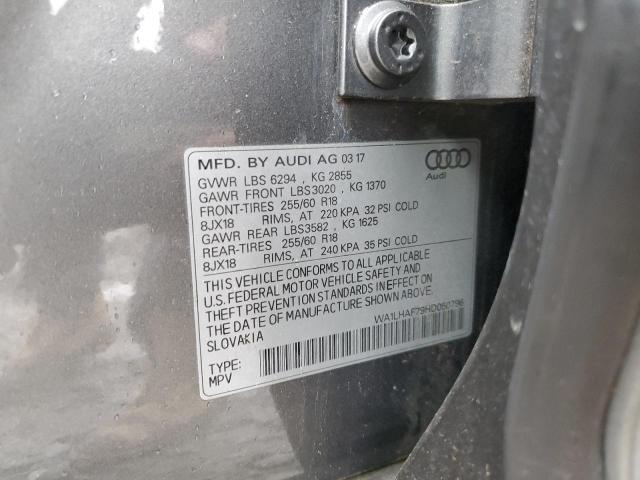 MFD. BY AUDI AG 03 17
Audi
GVWR LBS 6294 , KG 2855
GAWR FRONT LBS3020 , KG 1370
FRONT-TIRES 255/60 R18
8JX18 RIMS, AT 220 KPA 32 PSI COLD
GAWR REAR LBS3582 , KG 1625
REAR-TIRES 255/60 R18
8JX18 RIMS, AT 240 KPA 35 PSI COLD
THIS VEHICLE CONFORMS TO ALL APPLICABLE
U.S. FEDERAL MOTOR VEHICLE SAFETY AND
THEFT PREVENTION STANDARDS IN EFFECT ON
THE DATE OF MANUFACTURE SHOWN ABOVE.
SLOVAKIA
WA1LHAF79HD050796
TYPE:
MPV